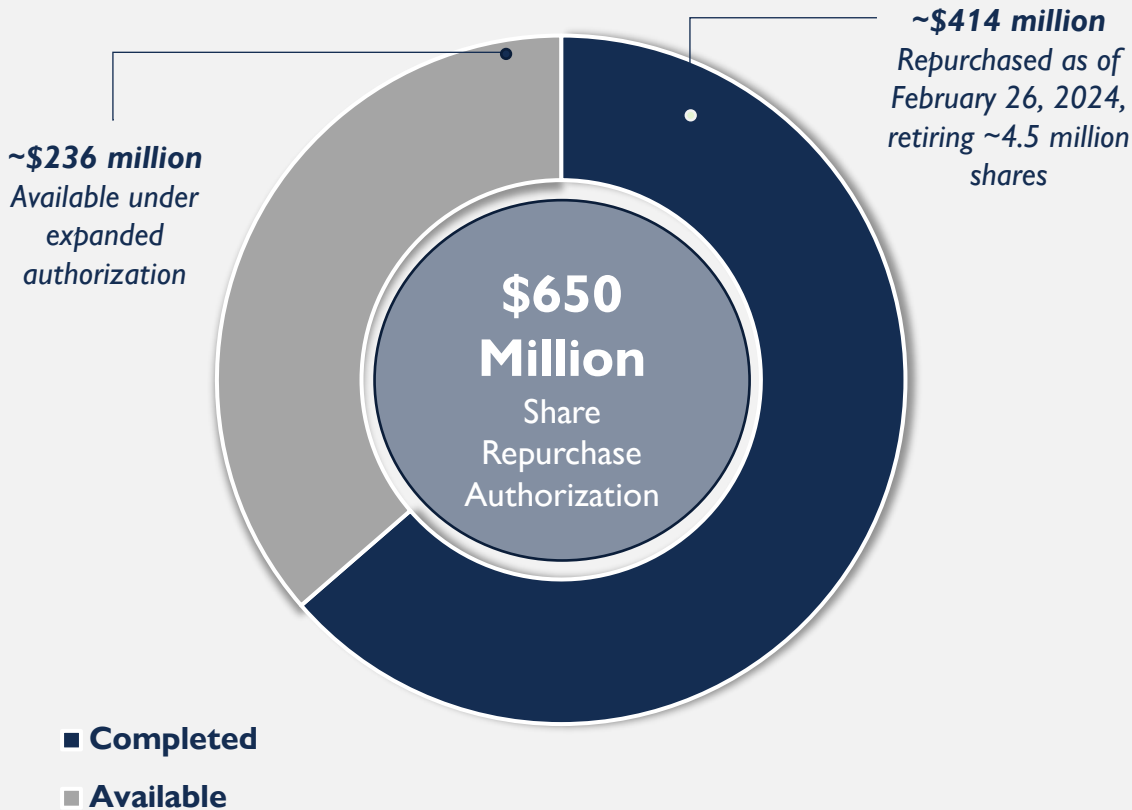 ~$414 million
Repurchased as of
February 26, 2024,
retiring ~4.5 million
shares
~$236 million
Available under
expanded
authorization
$650
Million
Share
Repurchase
Authorization
Completed
Available